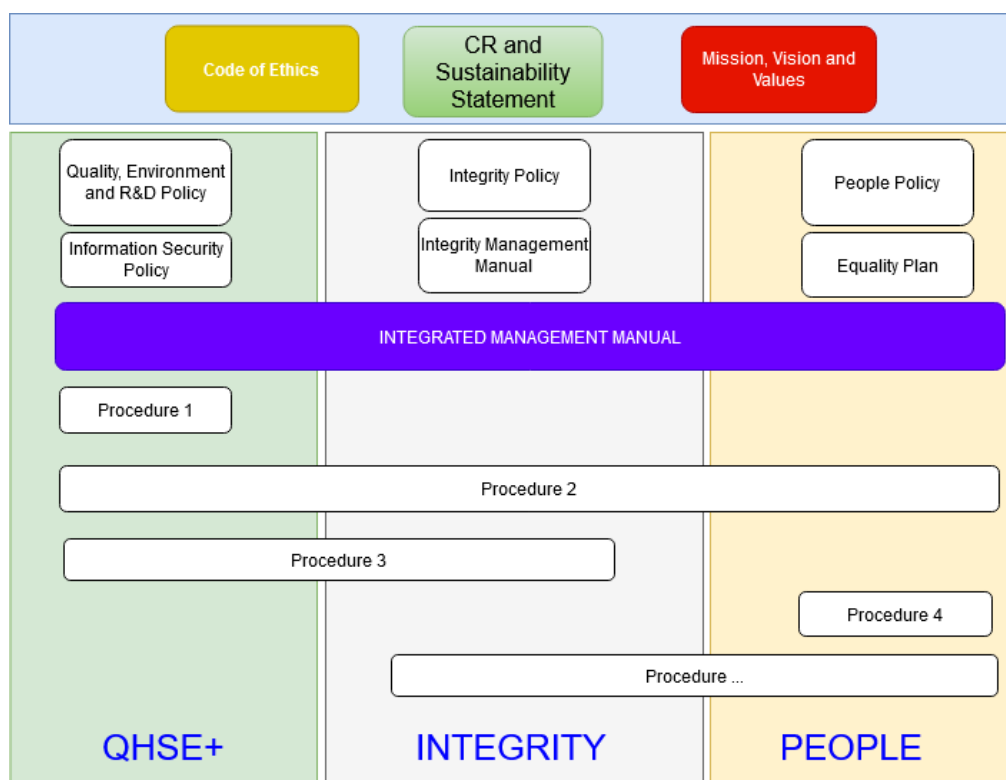 Code of Ethics
CR and
Sustainability
Statement
Mission, Vision and
Values
Quality, Environment
and R&D Policy
Integrity Policy
People Policy
Information Security
Policy
Integrity Management
Manual
Equality Plan
INTEGRATED MANAGEMENT MANUAL
Procedure 1
Procedure 2
Procedure 3
Procedure 4
Procedure ...
QHSE+
INTEGRITY
PEOPLE